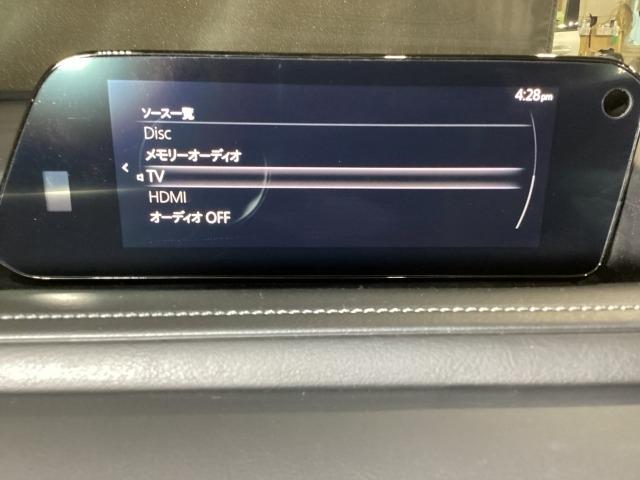 4:28pm
ソース一覧
Disc
メモリーオーディオ
TV
HDMI
オーディオ OFF